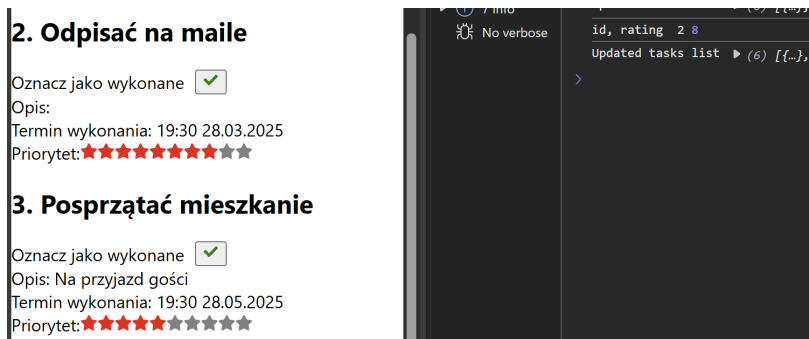 2. Odpisać na maile
Oznacz jako wykonane
Opis:
Termin wykonania: 19:30 28.03.2025
Priorytet:
3. Posprzątać mieszkanie
Oznacz jako wykonane
Opis: Na przyjazd gości
Termin wykonania: 19:30 28.05.2025
Priorytet:
7 info
No verbose
id, rating 2 8
Updated tasks list ▶ (6) [{…},
>